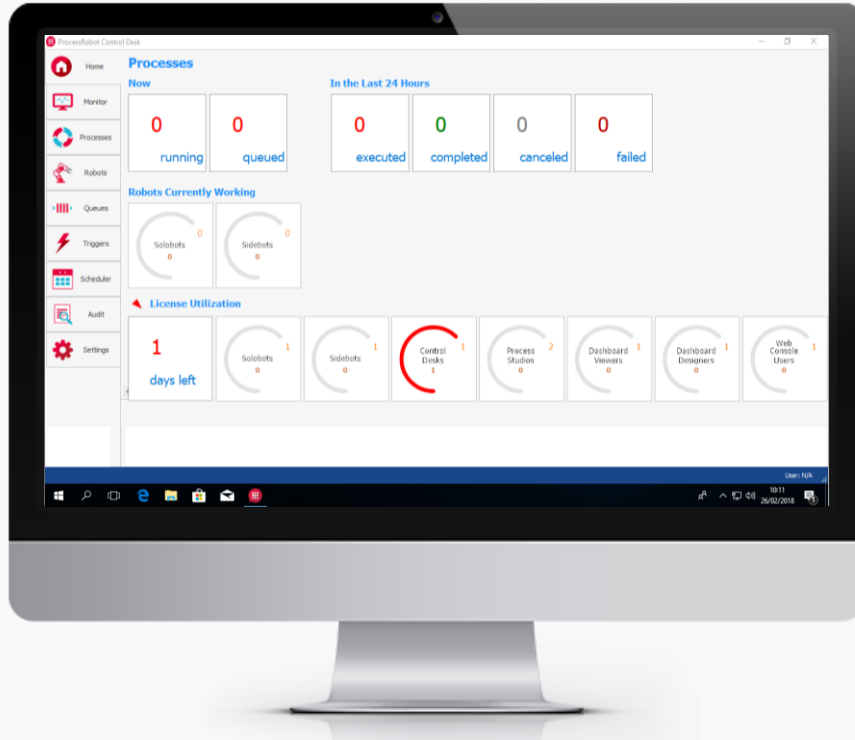 ProcessRobot Control Desk
Home
Monitor
Processes
Robots
Queues
Triggers
Scheduler
Audit
Settings
Processes
Now
In the Last 24 Hours
0
running
0
queued
0
executed
0
completed
0
canceled
0
failed
Robots Currently Working
0
Solobots
0
0
Sidebots
0
License Utilization
1
days left
1
Solobots
0
1
Sidebots
0
1
Control
Desks
1
2
Process
Studios
0
1
Dashboard
Viewers
0
1
Dashboard
Designers
0
1
Web
Console
Users
0
User: N/A
10:11
26/02/2018
1